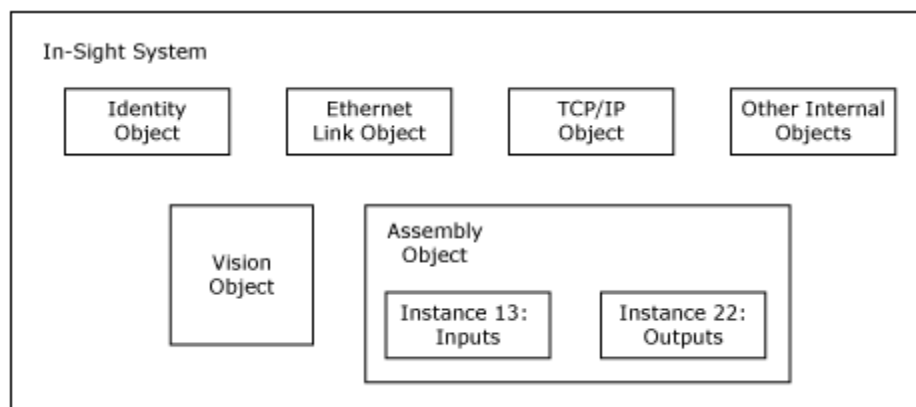 In-Sight System
Identity
Object
Ethernet
Link Object
TCP/IP
Object
Other Internal
Objects
Vision
Object
Assembly
Object
Instance 13:
Inputs
Instance 22:
Outputs